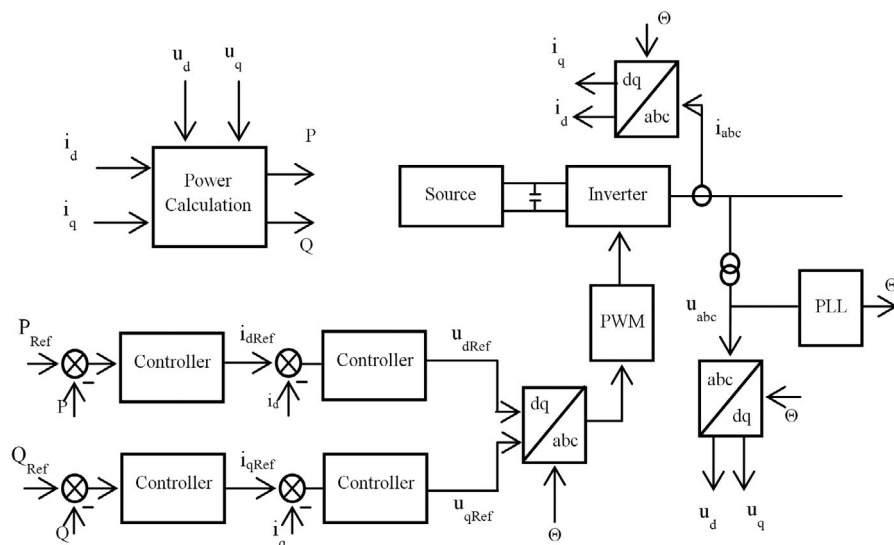 u_d
u_q
i_d
i_q
Power
Calculation
P
Q
Θ
i_q
i_d
dq
abc
i_abc
Source
Inverter
u_abc
PLL
Θ
PWM
abc
dq
Θ
u_d
u_q
P_Ref
P
Controller
i_dRef
i_d
Controller
u_dRef
dq
abc
Θ
Q_Ref
Q
Controller
i_qRef
i_q
Controller
u_qRef